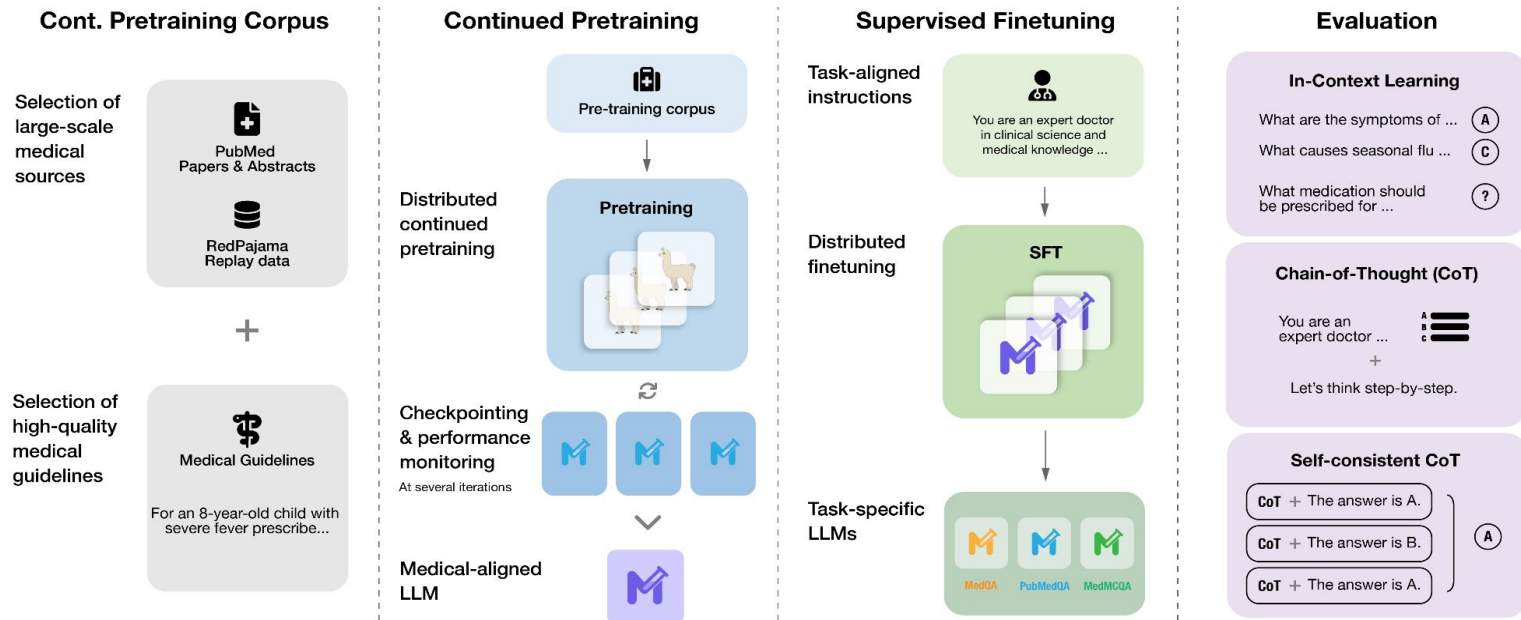 Cont. Pretraining Corpus
Selection of
large-scale
medical
sources
PubMed
Papers & Abstracts
RedPajama
Replay data
+
Selection of
high-quality
medical
guidelines
Medical Guidelines
For an 8-year-old child with
severe fever prescribe...
Continued Pretraining
Pre-training corpus
Distributed
continued
pretraining
Pretraining
Checkpointing
& performance
monitoring
At several iterations
Medical-aligned
LLM
Supervised Finetuning
Task-aligned
instructions
You are an expert doctor
in clinical science and
medical knowledge ...
Distributed
finetuning
SFT
Task-specific
LLMs
MedQA
PubMedQA
MedMCQA
Evaluation
In-Context Learning
What are the symptoms of ... A
What causes seasonal flu ... C
What medication should
be prescribed for ... ?
Chain-of-Thought (CoT)
You are an
expert doctor ...
A
B
C
+
Let's think step-by-step.
Self-consistent CoT
CoT + The answer is A.
CoT + The answer is B.
CoT + The answer is A.
A